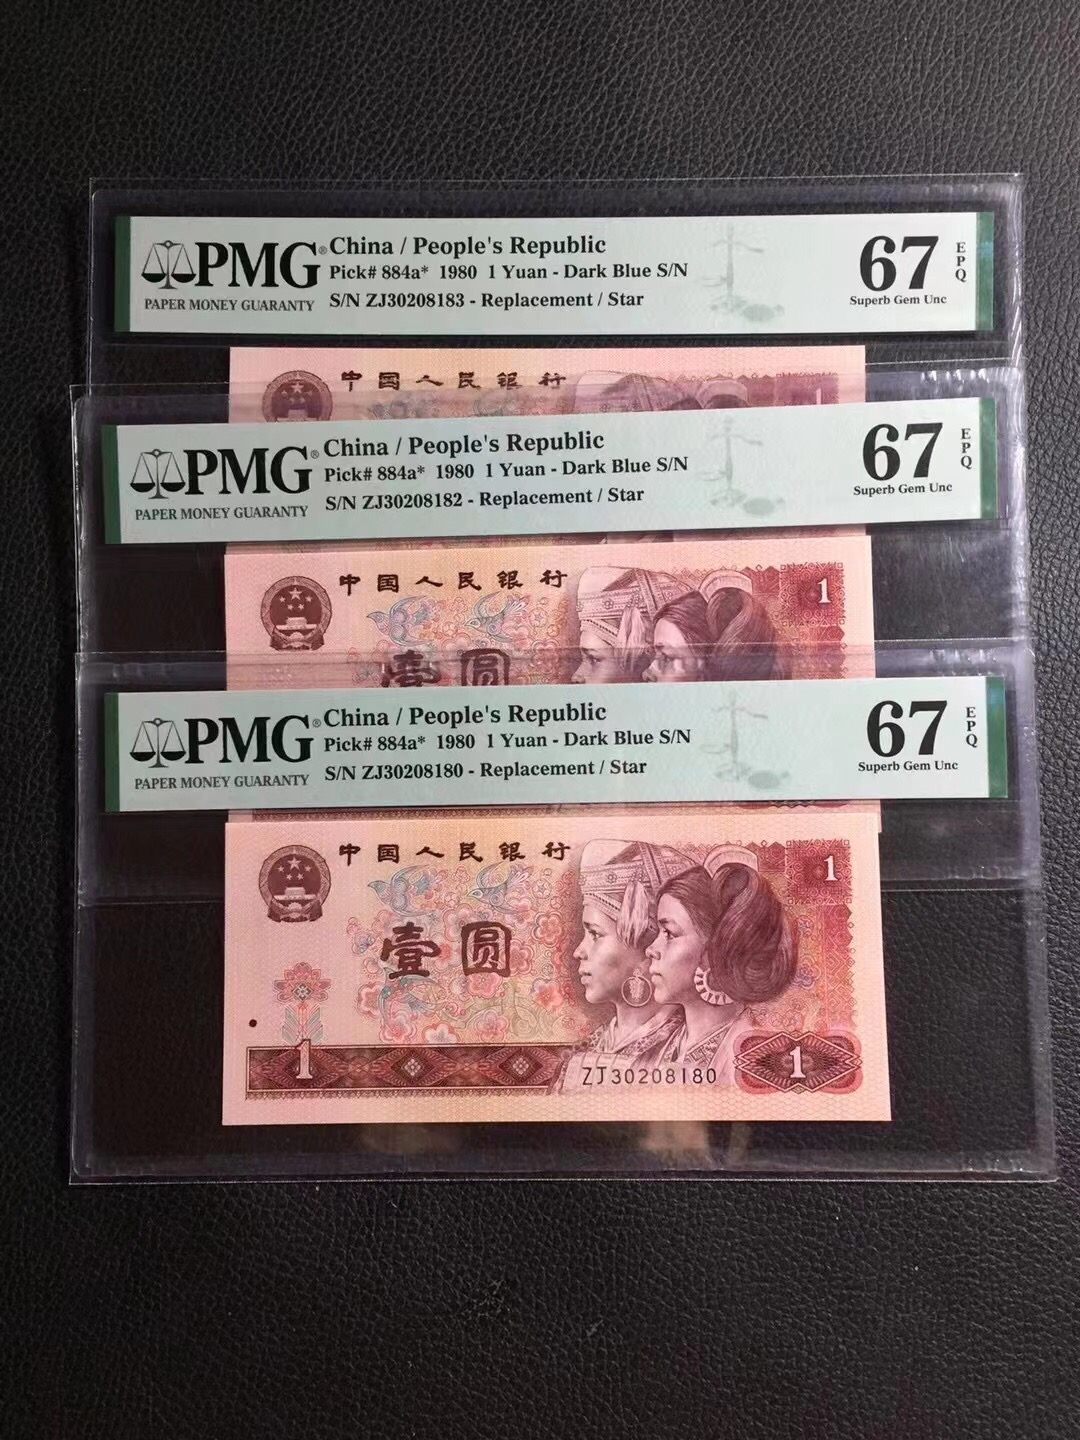 PMG®
PAPER MONEY GUARANTY
China / People's Republic
Pick# 884a* 1980 1 Yuan - Dark Blue S/N
S/N ZJ30208183 - Replacement / Star
67
EPQ
Superb Gem Unc
中国人民银行
1
PMG®
PAPER MONEY GUARANTY
China / People's Republic
Pick# 884a* 1980 1 Yuan - Dark Blue S/N
S/N ZJ30208182 - Replacement / Star
67
EPQ
Superb Gem Unc
中国人民银行
1
壹圆
PMG®
PAPER MONEY GUARANTY
China / People's Republic
Pick# 884a* 1980 1 Yuan - Dark Blue S/N
S/N ZJ30208180 - Replacement / Star
67
EPQ
Superb Gem Unc
中国人民银行
1
壹圆
1
ZJ30208180
1